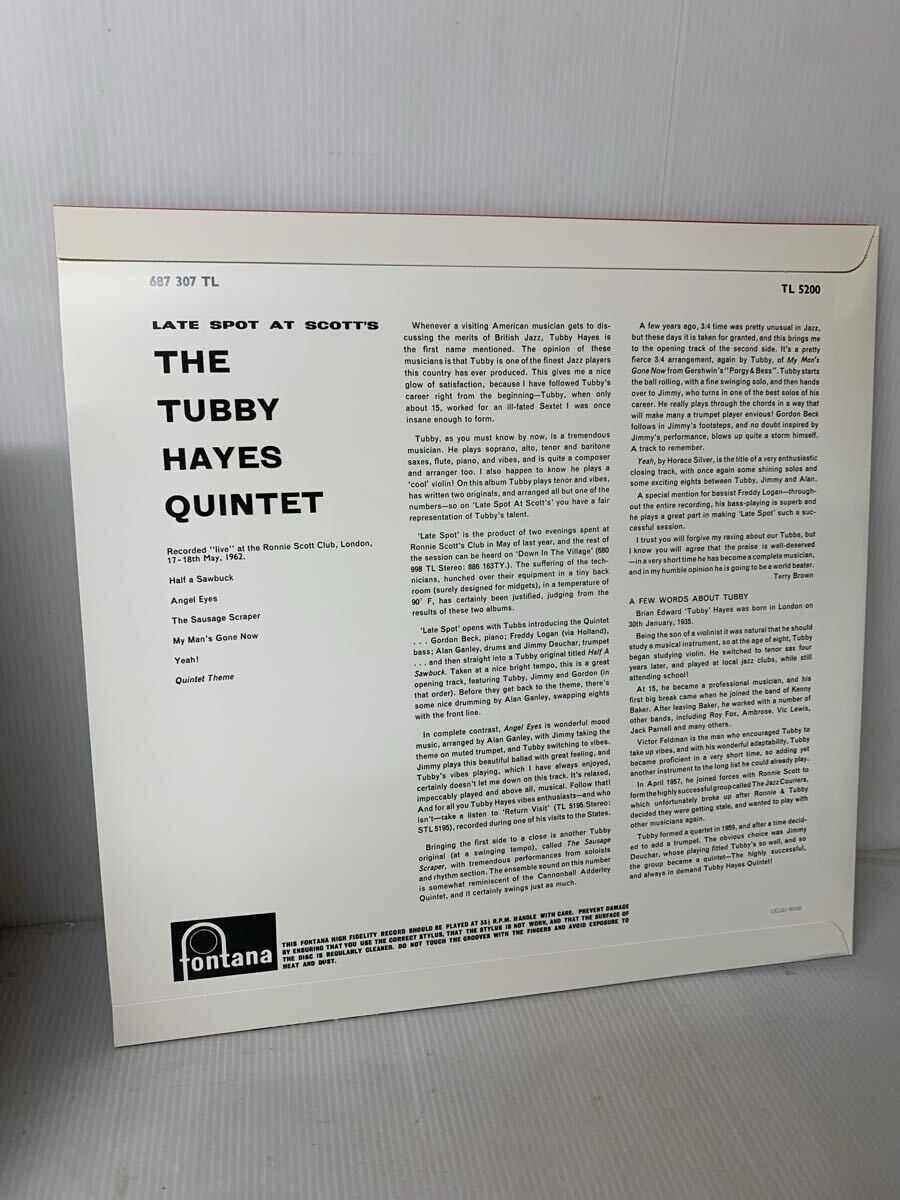 687 307 TL
TL 5200
LATE SPOT AT SCOTT'S
THE
TUBBY
HAYES
QUINTET
Recorded "live" at the Ronnie Scott Club, London,
17-18th May, 1962.
Half a Sawbuck
Angel Eyes
The Sausage Scraper
My Man's Gone Now
Yeah!
Quintet Theme
Whenever a visiting American musician gets to dis-
cussing the merits of British Jazz, Tubby Hayes is
the first name mentioned. The opinion of these
musicians is that Tubby is one of the finest Jazz players
this country has ever produced. This gives me a nice
glow of satisfaction, because I have followed Tubby's
career right from the beginning—Tubby, when only
about 15, worked for an ill-fated Sextet I was once
insane enough to form.
Tubby, as you must know by now, is a tremendous
musician. He plays soprano, alto, tenor and baritone
saxes, flute, piano, and vibes, and is quite a composer
and arranger too. I also happen to know he plays a
'cool' violin! On this album Tubby plays tenor and vibes,
has written two originals, and arranged all but one of the
numbers—so on 'Late Spot At Scott's' you have a fair
representation of Tubby's talent.
'Late Spot' is the product of two evenings spent at
Ronnie Scott's Club in May of last year, and the rest of
the session can be heard on 'Down In The Village' (680
998 TL Stereo: 886 163TY.). The suffering of the tech-
nicians, hunched over their equipment in a tiny back
room (surely designed for midgets), in a temperature of
90° F, has certainly been justified, judging from the
results of these two albums.
'Late Spot' opens with Tubbs introducing the Quintet
. . . Gordon Beck, piano; Freddy Logan (via Holland),
bass; Alan Ganley, drums and Jimmy Deuchar, trumpet
. . . and then straight into a Tubby original titled Half A
Sawbuck. Taken at a nice bright tempo, this is a great
opening track, featuring Tubby, Jimmy and Gordon (in
that order). Before they get back to the theme, there's
some nice drumming by Alan Ganley, swapping eights
with the front line.
In complete contrast, Angel Eyes is wonderful mood
music, arranged by Alan Ganley, with Jimmy taking the
theme on muted trumpet, and Tubby switching to vibes.
Jimmy plays this beautiful ballad with great feeling, and
Tubby's vibes playing, which I have always enjoyed,
certainly doesn't let me down on this track. It's relaxed,
impeccably played and above all, musical. Follow that!
And for all you Tubby Hayes vibes enthusiasts—and who
isn't—take a listen to 'Return Visit' (TL 5195 Stereo:
STL 5195), recorded during one of his visits to the States.
Bringing the first side to a close is another Tubby
original (at a swinging tempo), called The Sausage
Scraper, with tremendous performances from soloists
and rhythm section. The ensemble sound on this number
is somewhat reminiscent of the Cannonball Adderley
Quintet, and it certainly swings just as much.
A few years ago, 3/4 time was pretty unusual in Jazz,
but these days it is taken for granted, and this brings me
to the opening track of the second side. It's a pretty
fierce 3/4 arrangement, again by Tubby, of My Man's
Gone Now from Gershwin's "Porgy & Bess". Tubby starts
the ball rolling, with a fine swinging solo, and then hands
over to Jimmy, who turns in one of the best solos of his
career. He really plays through the chords in a way that
will make many a trumpet player envious! Gordon Beck
follows in Jimmy's footsteps, and no doubt inspired by
Jimmy's performance, blows up quite a storm himself.
A track to remember.
Yeah, by Horace Silver, is the title of a very enthusiastic
closing track, with once again some shining solos and
some exciting eights between Tubby, Jimmy and Alan.
A special mention for bassist Freddy Logan—through-
out the entire recording, his bass-playing is superb and
he plays a great part in making 'Late Spot' such a suc-
cessful session.
I trust you will forgive my raving about our Tubbs, but
I know you will agree that the praise is well-deserved
—in a very short time he has become a complete musician,
and in my humble opinion he is going to be a world beater.
Terry Brown
A FEW WORDS ABOUT TUBBY
Brian Edward 'Tubby' Hayes was born in London on
30th January, 1935.
Being the son of a violinist it was natural that he should
study a musical instrument, so at the age of eight, Tubby
began studying violin. He switched to tenor sax four
years later, and played at local jazz clubs, while still
attending school!
At 15, he became a professional musician, and his
first big break came when he joined the band of Kenny
Baker. After leaving Baker, he worked with a number of
other bands, including Roy Fox, Ambrose, Vic Lewis,
Jack Parnell and many others.
Victor Feldman is the man who encouraged Tubby to
take up vibes, and with his wonderful adaptability, Tubby
became proficient in a very short time, so adding yet
another instrument to the long list he could already play.
In April 1957, he joined forces with Ronnie Scott to
form the highly successful group called The Jazz Couriers,
which unfortunately broke up after Ronnie & Tubby
decided they were getting stale, and wanted to play with
other musicians again.
Tubby formed a quartet in 1959, and after a time decid-
ed to add a trumpet. The obvious choice was Jimmy
Deuchar, whose playing fitted Tubby's so well, and so
the group became a quintet—The highly successful,
and always in demand Tubby Hayes Quintet!
UCJU-9046
fontana
THIS FONTANA HIGH FIDELITY RECORD SHOULD BE PLAYED AT 33⅓ R.P.M. HANDLE WITH CARE. PREVENT DAMAGE
BY ENSURING THAT YOU USE THE CORRECT STYLUS, THAT THE STYLUS IS NOT WORN, AND THAT THE SURFACE OF
THE DISC IS REGULARLY CLEANED. DO NOT TOUCH THE GROOVES WITH THE FINGERS AND AVOID EXPOSURE TO
HEAT AND DUST.